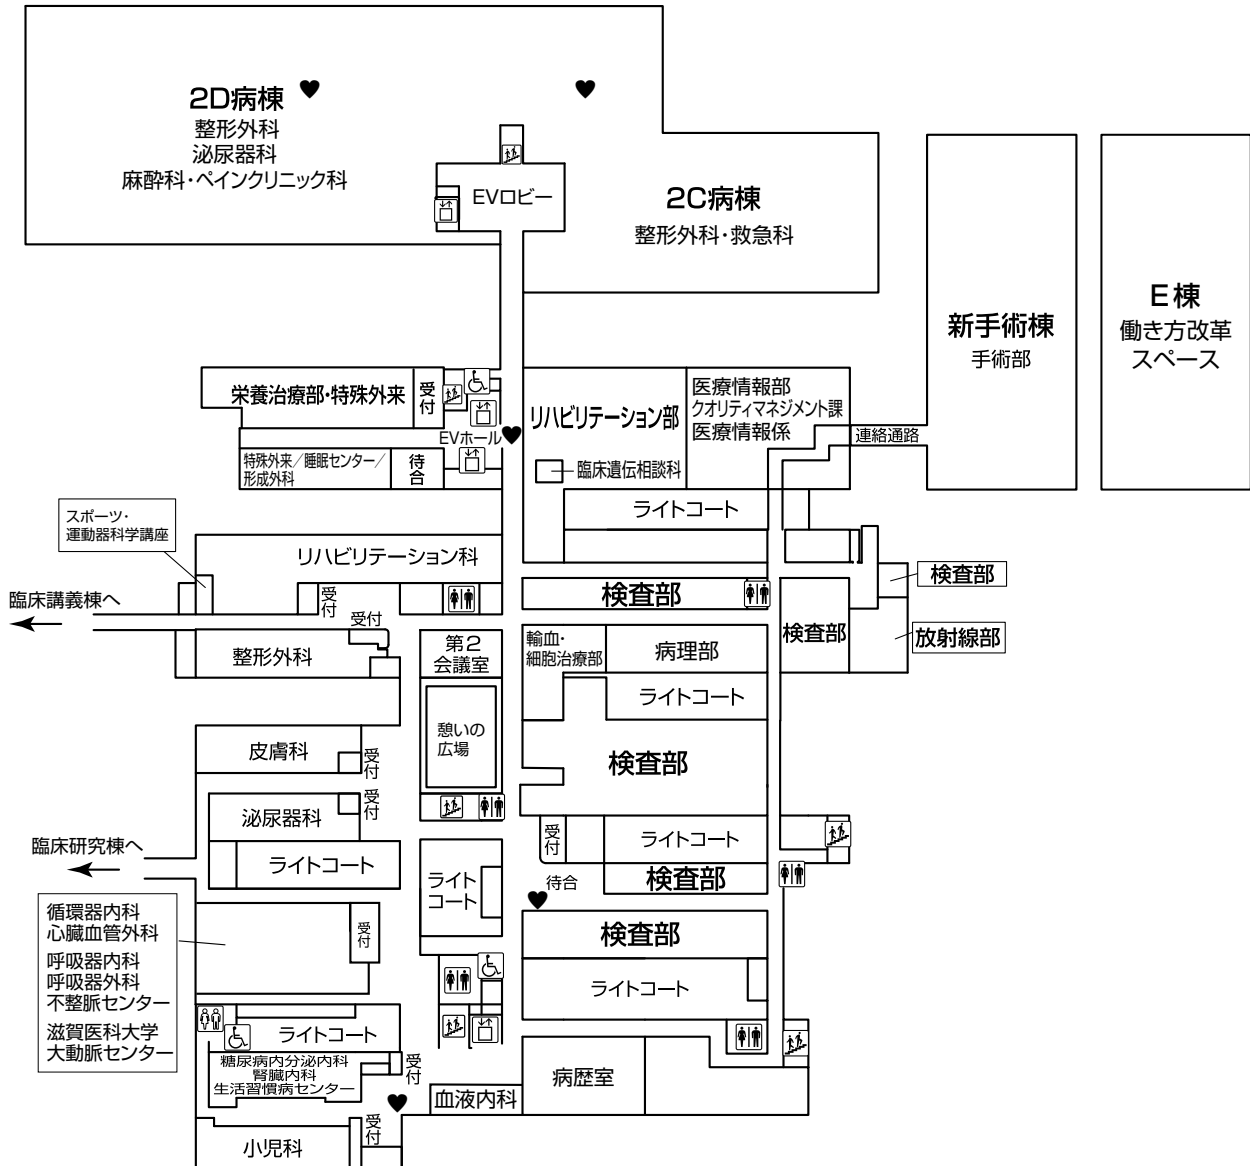 2D病棟
整形外科
泌尿器科
麻酔科・ペインクリニック科
EVロビー
2C病棟
整形外科・救急科
新手術棟
手術部
E棟
働き方改革
スペース
栄養治療部・特殊外来
受付
EVホール
特殊外来／睡眠センター／
形成外科
待合
リハビリテーション部
臨床遺伝相談科
医療情報部
クオリティマネジメント課
医療情報係
連絡通路
ライトコート
スポーツ・
運動器科学講座
リハビリテーション科
受付
臨床講義棟へ
受付
整形外科
第2
会議室
検査部
輸血・
細胞治療部
病理部
検査部
検査部
放射線部
ライトコート
憩いの
広場
皮膚科
受付
検査部
泌尿器科
受付
臨床研究棟へ
ライトコート
ライト
コート
受付
ライトコート
検査部
待合
循環器内科
心臓血管外科
呼吸器内科
呼吸器外科
不整脈センター
滋賀医科大学
大動脈センター
受付
検査部
ライトコート
ライトコート
糖尿病内分泌内科
腎臓内科
生活習慣病センター
受付
血液内科
病歴室
小児科
受付